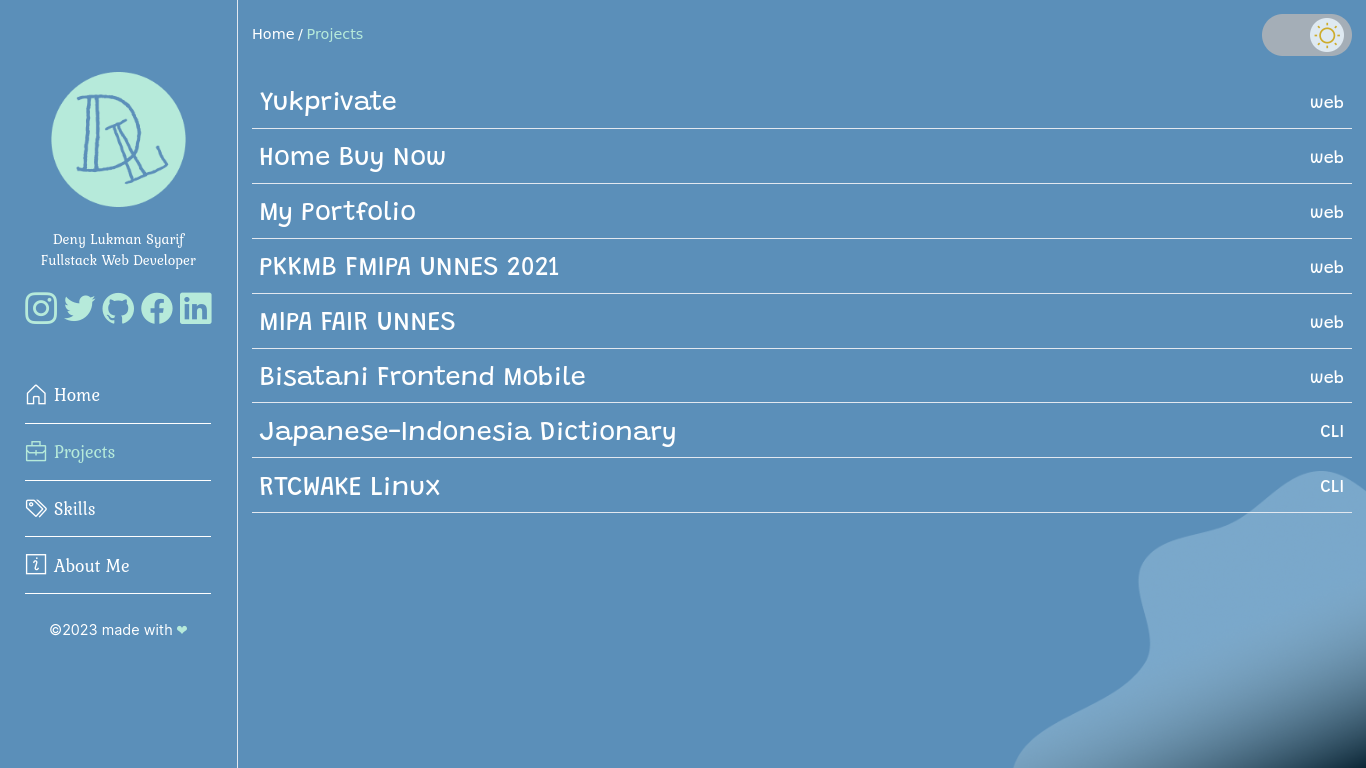 Deny Lukman Syarif
Fullstack Web Developer
Home
Projects
Skills
About Me
©2023 made with ❤
Home / Projects
Yukprivate web
Home Buy Now web
My Portfolio web
PKKMB FMIPA UNNES 2021 web
MIPA FAIR UNNES web
Bisatani Frontend Mobile web
Japanese-Indonesia Dictionary CLI
RTCWAKE Linux CLI